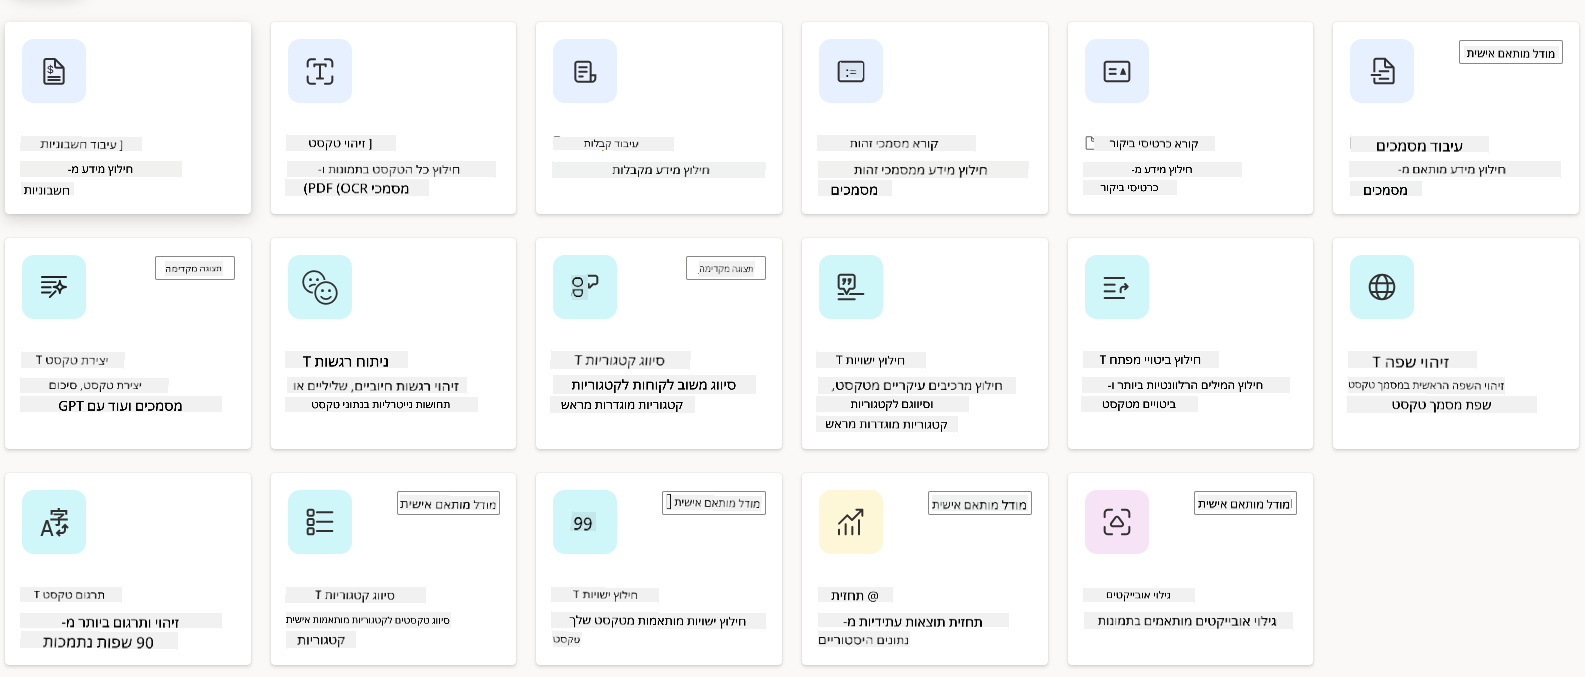 [ עיבוד חשבוניות
חילוץ מידע מ-
חשבוניות
[ זיהוי טקסט
חילוץ כל הטקסט בתמונות ו-
מסמכי PDF (OCR)
עיבוד קבלות
חילוץ מידע מקבלות
קורא מסמכי זהות
חילוץ מידע ממסמכי זהות
מסמכים
קורא כרטיסי ביקור
חילוץ מידע מ-
כרטיסי ביקור
מודל מותאם אישית
עיבוד מסמכים
חילוץ מידע מותאם מ-
מסמכים
תצוגה מקדימה
יצירת טקסט T
יצירת טקסט, סיכום
מסמכים ועוד עם GPT
ניתוח רגשות T
זיהוי רגשות חיוביים, שליליים או
תחושות נייטרליות בנתוני טקסט
תצוגה מקדימה
סיווג קטגוריות T
סיווג משוב לקוחות לקטגוריות
קטגוריות מוגדרות מראש
חילוץ ישויות T
חילוץ מרכיבים עיקריים מטקסט,
וסיווגם לקטגוריות
קטגוריות מוגדרות מראש
חילוץ ביטויי מפתח T
חילוץ המילים הרלוונטיות ביותר ו-
ביטויים מטקסט
זיהוי שפה T
זיהוי השפה הראשית במסמך טקסט
שפת מסמך טקסט
תרגום טקסט T
זיהוי ותרגום ביותר מ-
90 שפות נתמכות
מודל מותאם אישית
סיווג קטגוריות T
סיווג טקסטים לקטגוריות מותאמות אישית
קטגוריות
מודל מותאם אישית
99
חילוץ ישויות T
חילוץ ישויות מותאמות מטקסט שלך
טקסט
מודל מותאם אישית
@ תחזית
תחזית תוצאות עתידיות מ-
נתונים היסטוריים
מודל מותאם אישית
גילוי אובייקטים
גילוי אובייקטים מותאמים בתמונות